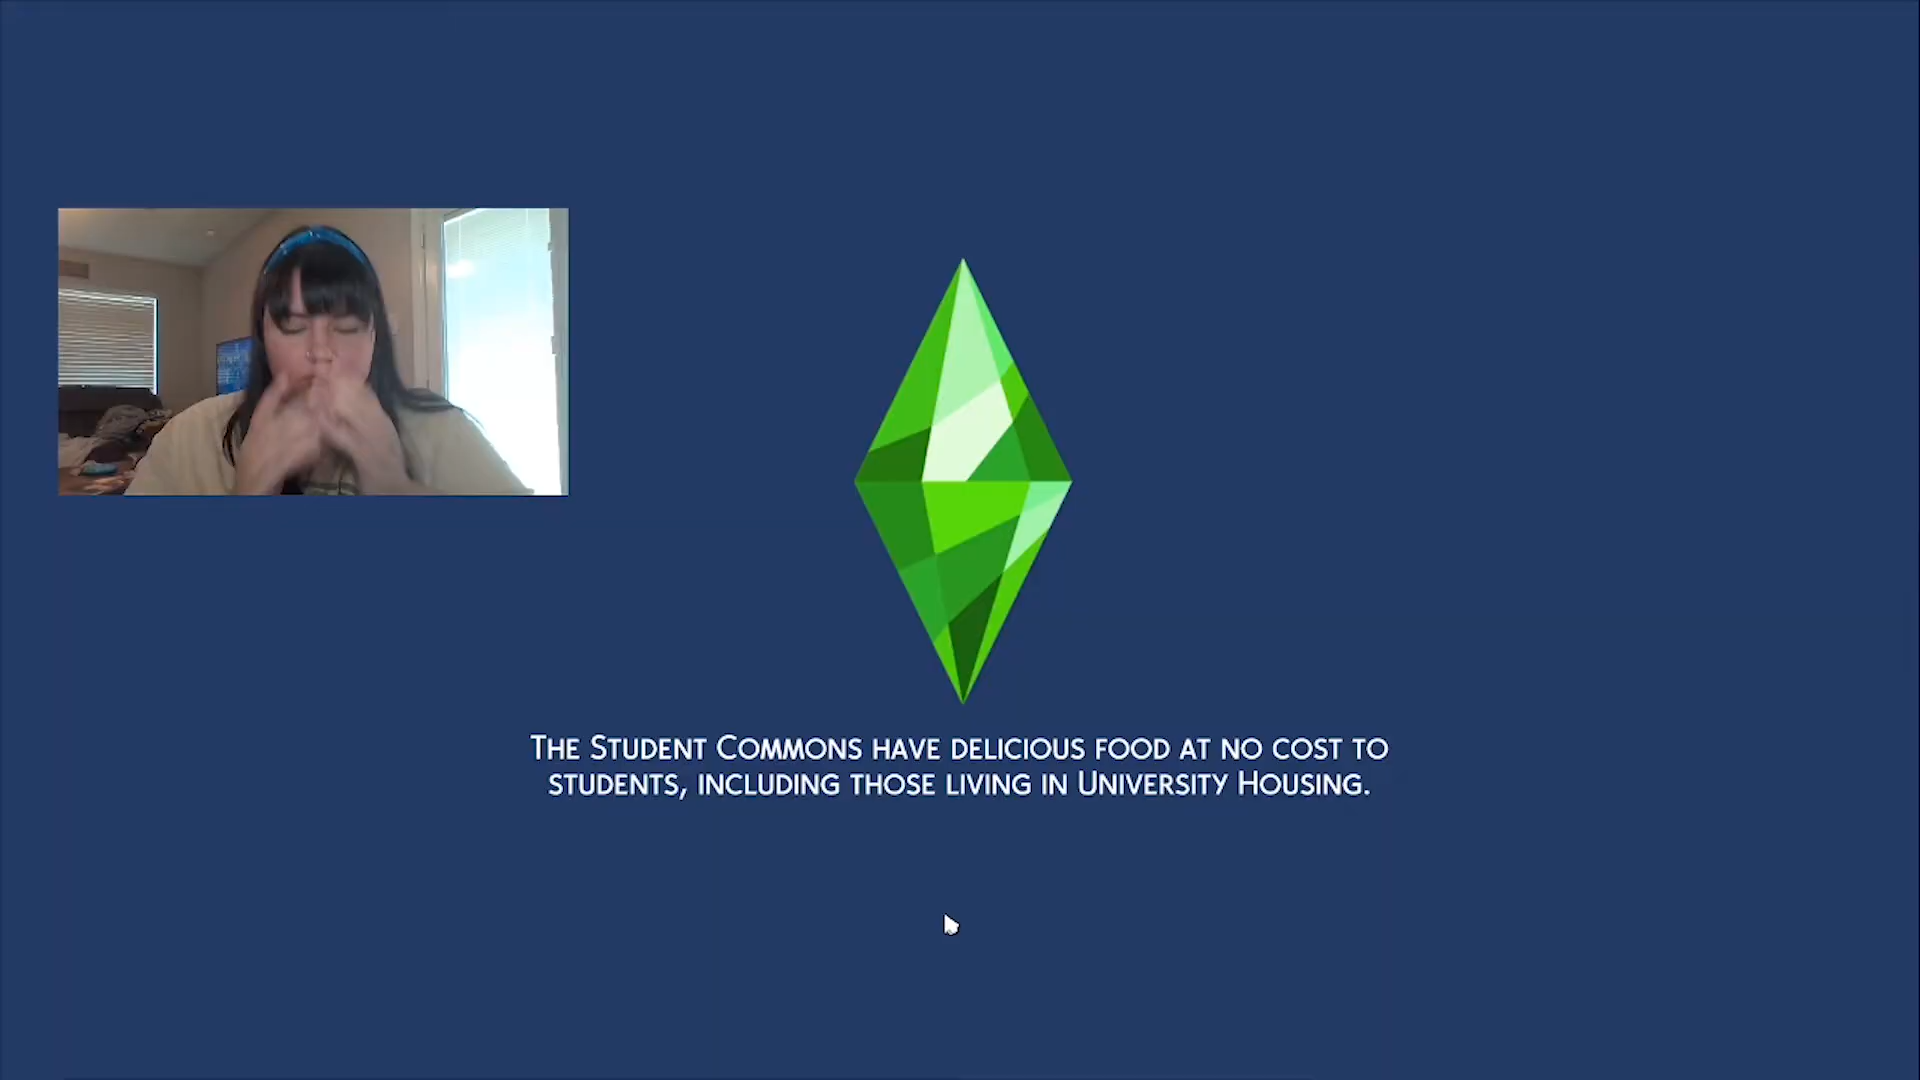 The Student Commons have delicious food at no cost to
students, including those living in University Housing.